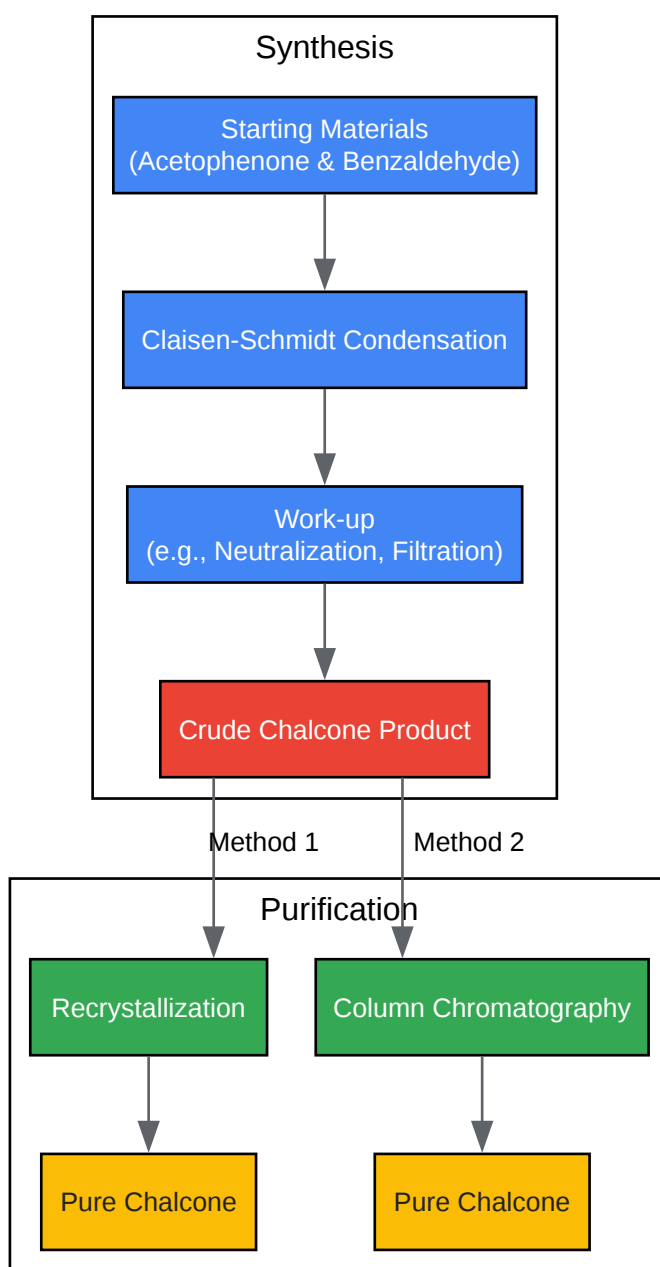 Synthesis
Starting Materials
(Acetophenone & Benzaldehyde)
Claisen-Schmidt Condensation
Work-up
(e.g., Neutralization, Filtration)
Crude Chalcone Product
Method 1
Method 2
Purification
Recrystallization
Column Chromatography
Pure Chalcone
Pure Chalcone